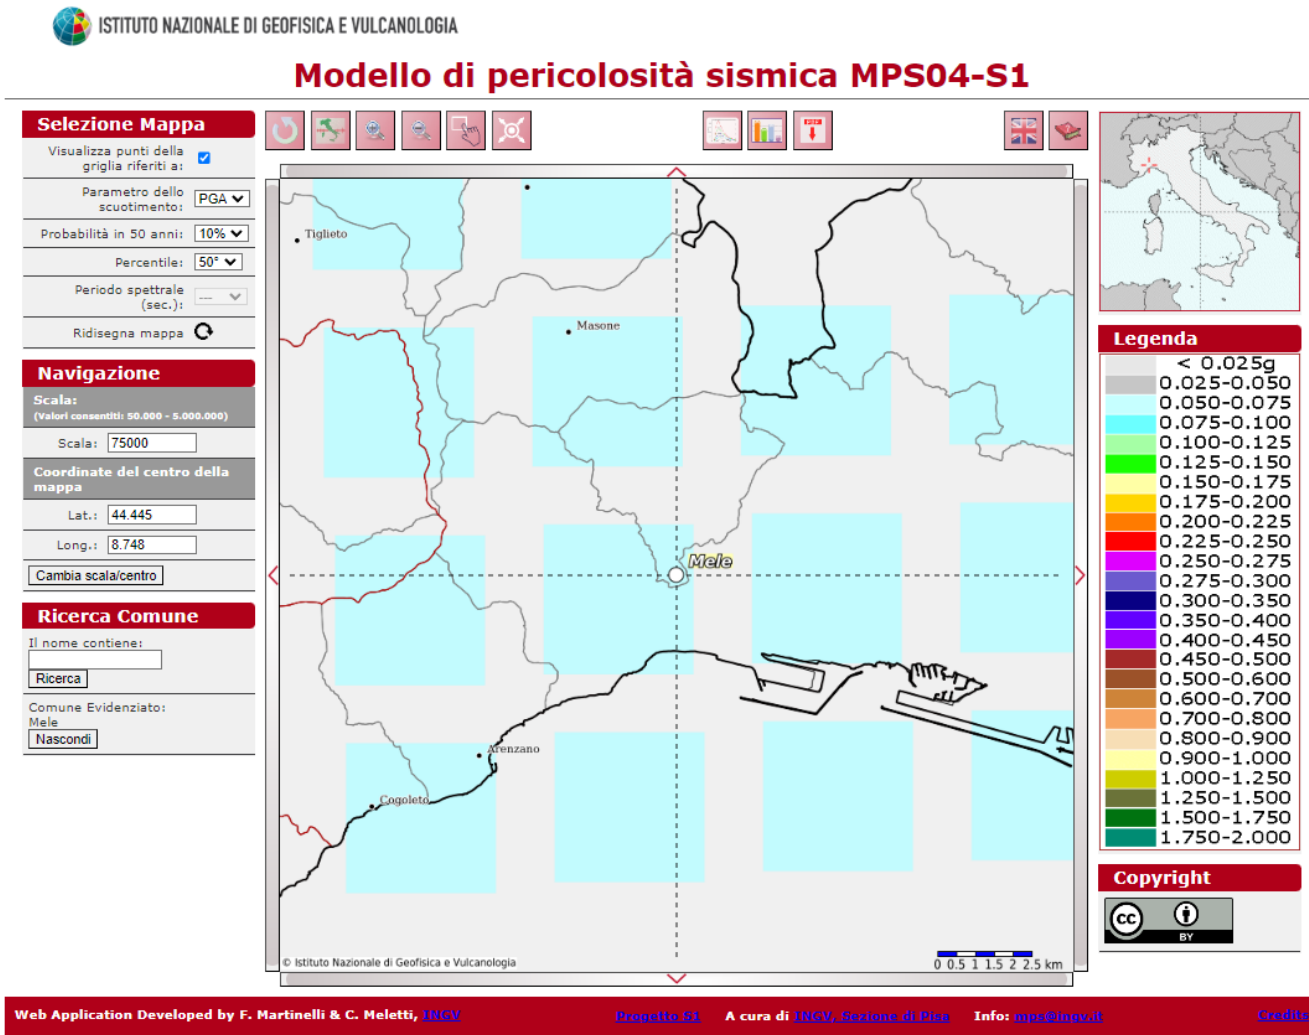 ISTITUTO NAZIONALE DI GEOFISICA E VULCANOLOGIA
Modello di pericolosità sismica MPS04-S1
Selezione Mappa
Visualizza punti della
griglia riferiti a:
Parametro dello
scuotimento: PGA
Probabilità in 50 anni: 10%
Percentile: 50°
Periodo spettrale
(sec.): ---
Ridisegna mappa
Navigazione
Scala:
(Valori consentiti: 50.000 - 5.000.000)
Scala: 75000
Coordinate del centro della
mappa
Lat.: 44.445
Long.: 8.748
Cambia scala/centro
Ricerca Comune
Il nome contiene:
Ricerca
Comune Evidenziato:
Mele
Nascondi
Tiglieto
Masone
Mele
Arenzano
Cogoleto
© Istituto Nazionale di Geofisica e Vulcanologia
0 0.5 1 1.5 2 2.5 km
Legenda
< 0.025g
0.025-0.050
0.050-0.075
0.075-0.100
0.100-0.125
0.125-0.150
0.150-0.175
0.175-0.200
0.200-0.225
0.225-0.250
0.250-0.275
0.275-0.300
0.300-0.350
0.350-0.400
0.400-0.450
0.450-0.500
0.500-0.600
0.600-0.700
0.700-0.800
0.800-0.900
0.900-1.000
1.000-1.250
1.250-1.500
1.500-1.750
1.750-2.000
Copyright
CC
BY
Web Application Developed by F. Martinelli & C. Meletti, INGV
Progetto S1 A cura di INGV, Sezione di Pisa Info: mps@ingv.it
Credits